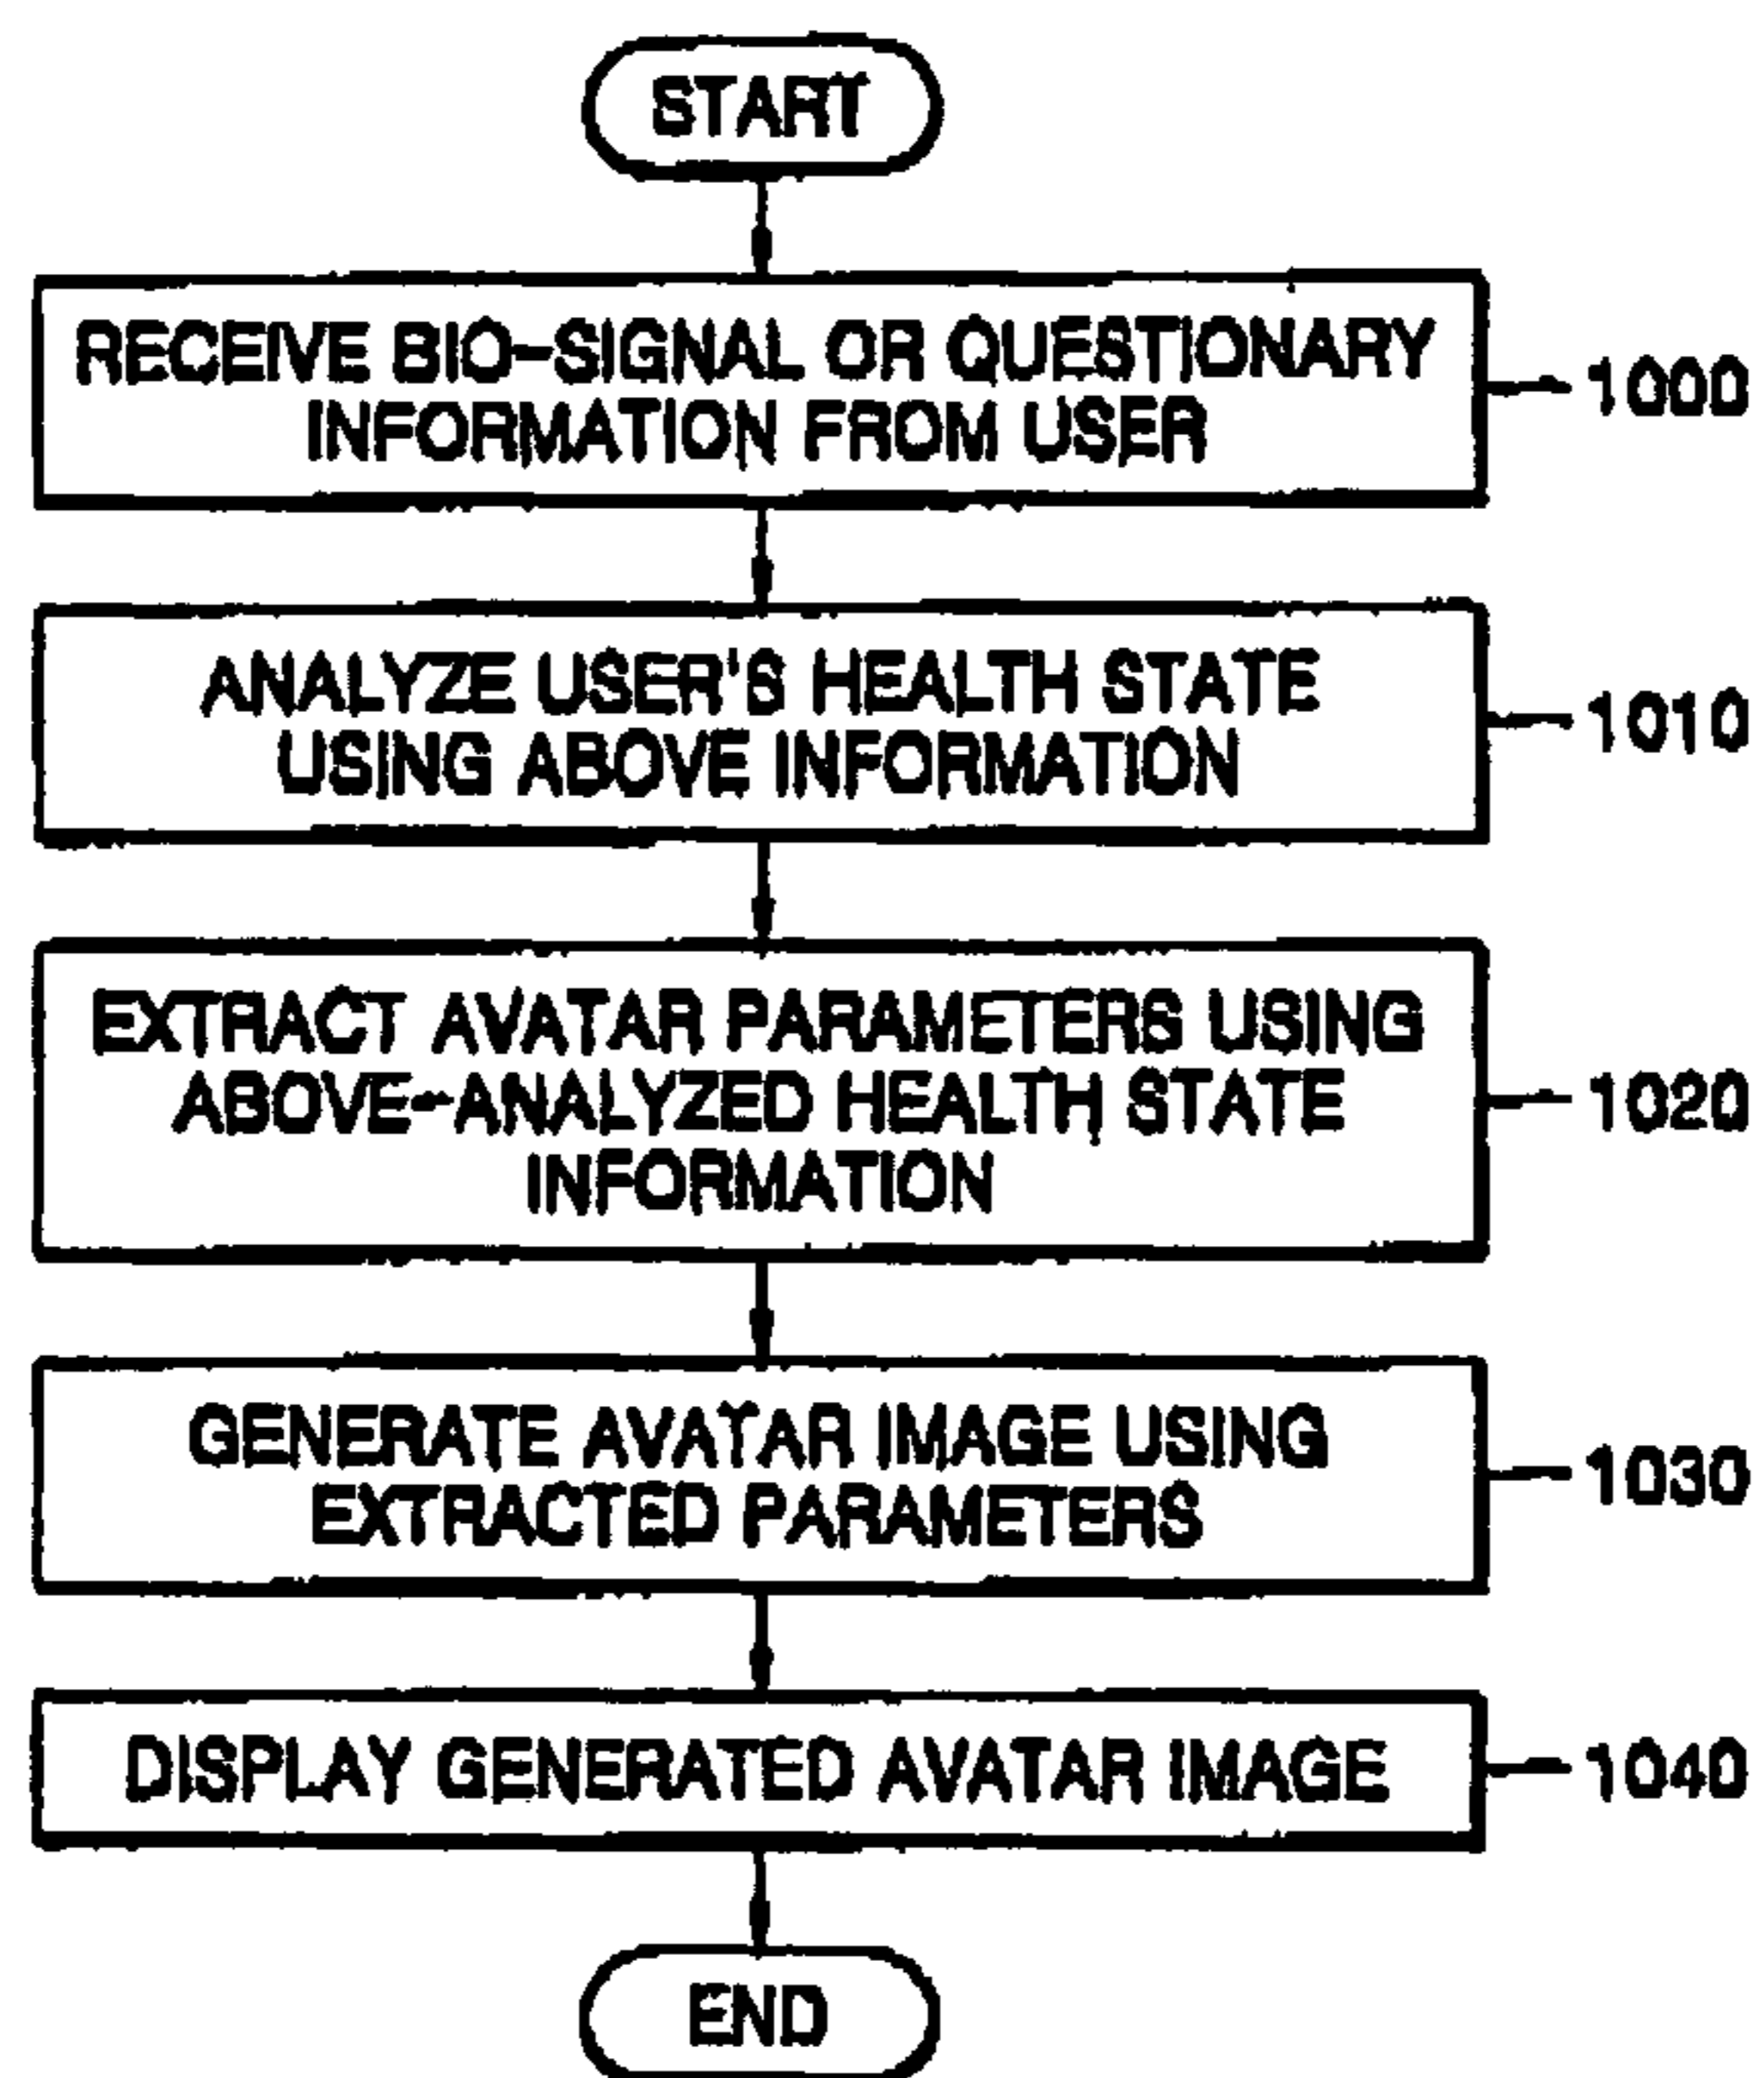 START
RECEIVE BIO-SIGNAL OR QUESTIONARY
INFORMATION FROM USER
1000
ANALYZE USER'S HEALTH STATE
USING ABOVE INFORMATION
1010
EXTRACT AVATAR PARAMETERS USING
ABOVE-ANALYZED HEALTH STATE
INFORMATION
1020
GENERATE AVATAR IMAGE USING
EXTRACTED PARAMETERS
1030
DISPLAY GENERATED AVATAR IMAGE
1040
END